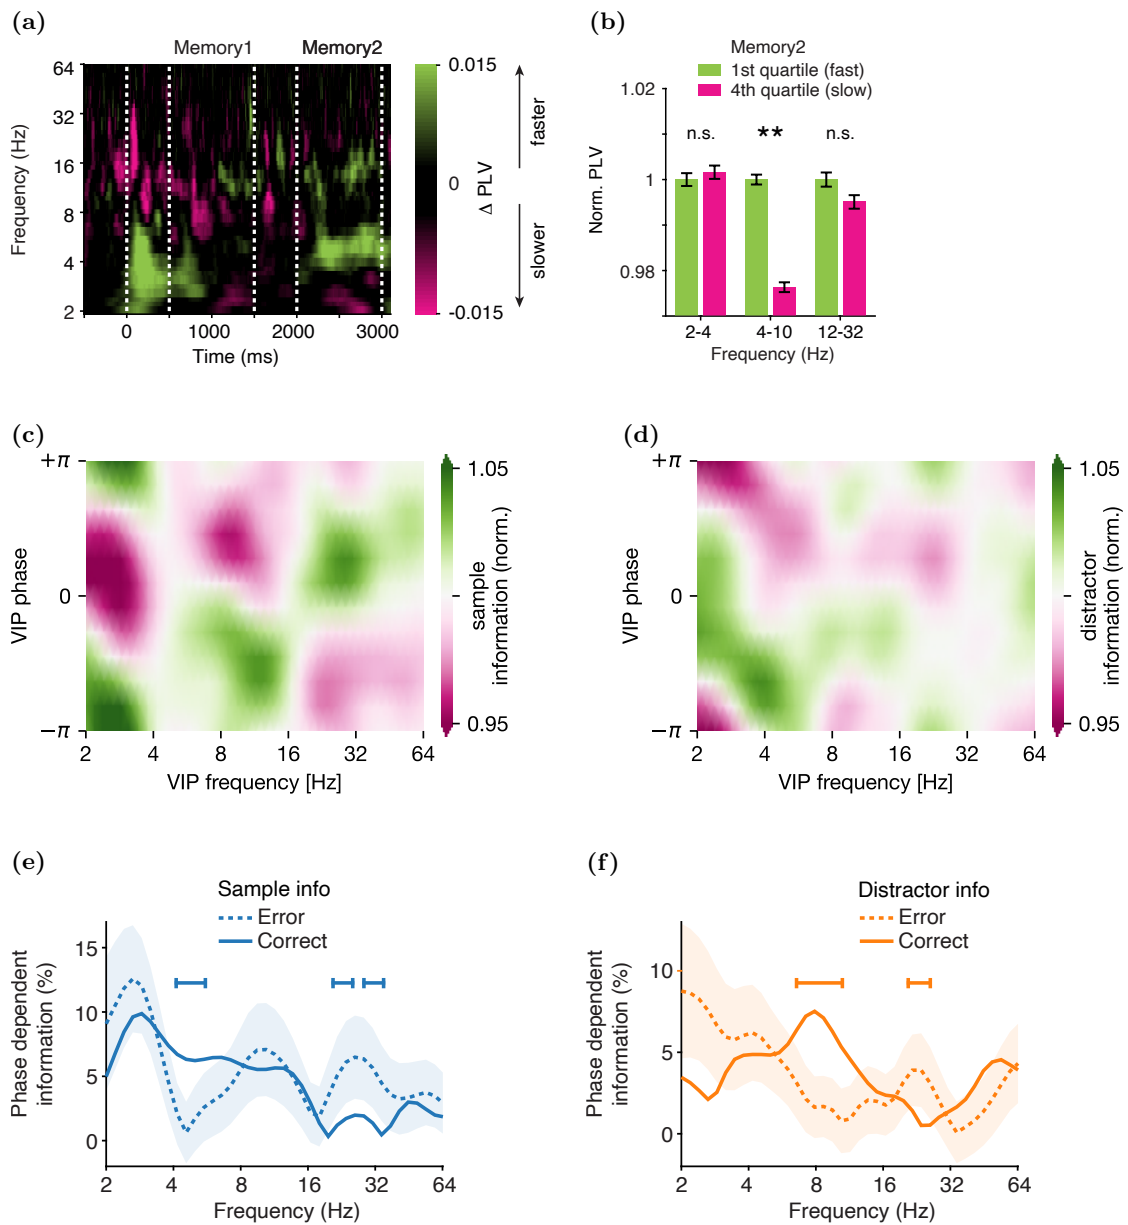 (a)
Memory1
Memory2
64
32
16
8
4
2
Frequency (Hz)
0
1000
2000
3000
Time (ms)
0.015
0
-0.015
Δ PLV
faster
slower
(b)
Memory2
1st quartile (fast)
4th quartile (slow)
1.02
1
0.98
Norm. PLV
n.s.
**
n.s.
2-4
4-10
12-32
Frequency (Hz)
(c)
+π
0
−π
VIP phase
2
4
8
16
32
64
VIP frequency [Hz]
1.05
0.95
sample
information (norm.)
(d)
+π
0
−π
VIP phase
2
4
8
16
32
64
VIP frequency [Hz]
1.05
0.95
distractor
information (norm.)
(e)
Sample info
Error
Correct
15
10
5
0
Phase dependent
information (%)
2
4
8
16
32
64
Frequency (Hz)
(f)
Distractor info
Error
Correct
10
5
0
Phase dependent
information (%)
2
4
8
16
32
64
Frequency (Hz)